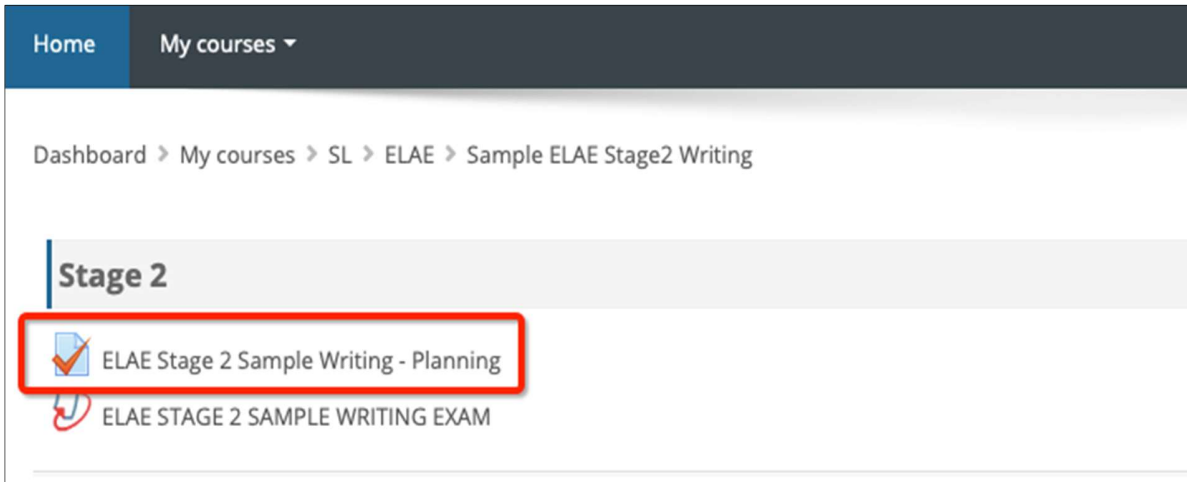 Home My courses
Dashboard > My courses > SL > ELAE > Sample ELAE Stage2 Writing
Stage 2
ELAE Stage 2 Sample Writing - Planning
ELAE STAGE 2 SAMPLE WRITING EXAM